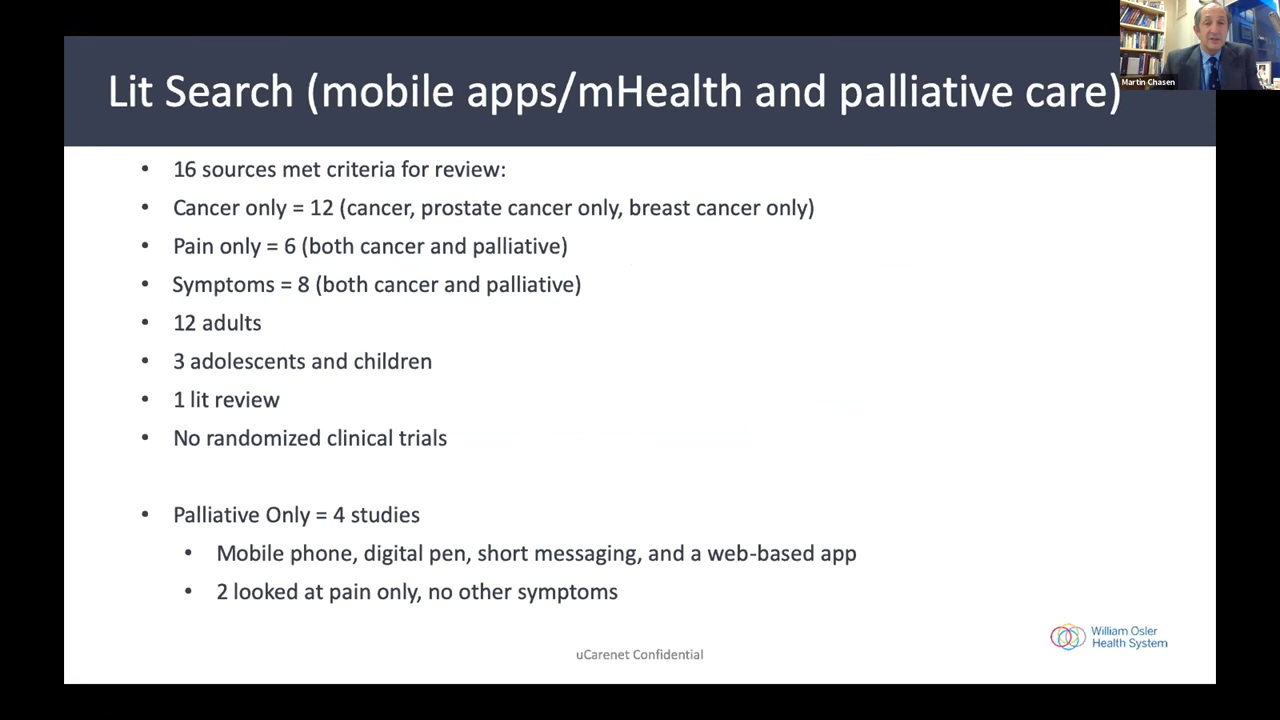 Lit Search (mobile apps/mHealth and palliative care)
Martin Chasen
• 16 sources met criteria for review:
• Cancer only = 12 (cancer, prostate cancer only, breast cancer only)
• Pain only = 6 (both cancer and palliative)
• Symptoms = 8 (both cancer and palliative)
• 12 adults
• 3 adolescents and children
• 1 lit review
• No randomized clinical trials
• Palliative Only = 4 studies
• Mobile phone, digital pen, short messaging, and a web-based app
• 2 looked at pain only, no other symptoms
William Osler
Health System
uCarenet Confidential